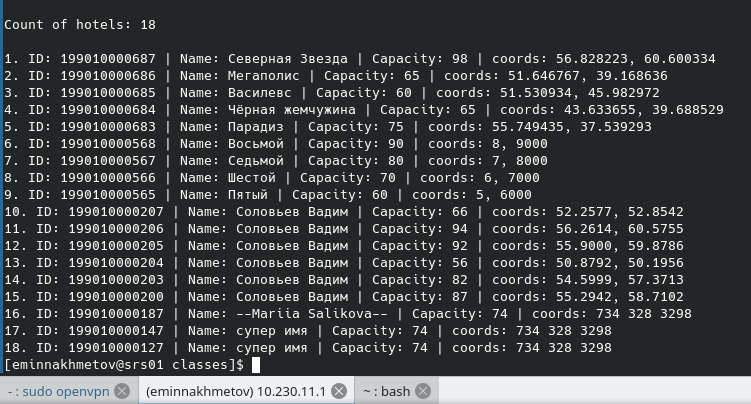 Count of hotels: 18
1. ID: 199010000687 | Name: Северная Звезда | Capacity: 98 | coords: 56.828223, 60.600334
2. ID: 199010000686 | Name: Мегаполис | Capacity: 65 | coords: 51.646767, 39.168636
3. ID: 199010000685 | Name: Василевс | Capacity: 60 | coords: 51.530934, 45.982972
4. ID: 199010000684 | Name: Чёрная жемчужина | Capacity: 65 | coords: 43.633655, 39.688529
5. ID: 199010000683 | Name: Парадиз | Capacity: 75 | coords: 55.749435, 37.539293
6. ID: 199010000568 | Name: Восьмой | Capacity: 90 | coords: 8, 9000
7. ID: 199010000567 | Name: Седьмой | Capacity: 80 | coords: 7, 8000
8. ID: 199010000566 | Name: Шестой | Capacity: 70 | coords: 6, 7000
9. ID: 199010000565 | Name: Пятый | Capacity: 60 | coords: 5, 6000
10. ID: 199010000207 | Name: Соловьев Вадим | Capacity: 66 | coords: 52.2577, 52.8542
11. ID: 199010000206 | Name: Соловьев Вадим | Capacity: 94 | coords: 56.2614, 60.5755
12. ID: 199010000205 | Name: Соловьев Вадим | Capacity: 92 | coords: 55.9000, 59.8786
13. ID: 199010000204 | Name: Соловьев Вадим | Capacity: 56 | coords: 50.8792, 50.1956
14. ID: 199010000203 | Name: Соловьев Вадим | Capacity: 82 | coords: 54.5999, 57.3713
15. ID: 199010000200 | Name: Соловьев Вадим | Capacity: 87 | coords: 55.2942, 58.7102
16. ID: 199010000187 | Name: --Mariia Salikova-- | Capacity: 74 | coords: 734 328 3298
17. ID: 199010000147 | Name: супер имя | Capacity: 74 | coords: 734 328 3298
18. ID: 199010000127 | Name: супер имя | Capacity: 74 | coords: 734 328 3298
[eminnakhmetov@srs01 classes]$
- : sudo openvpn (eminnakhmetov) 10.230.11.1 ~ : bash